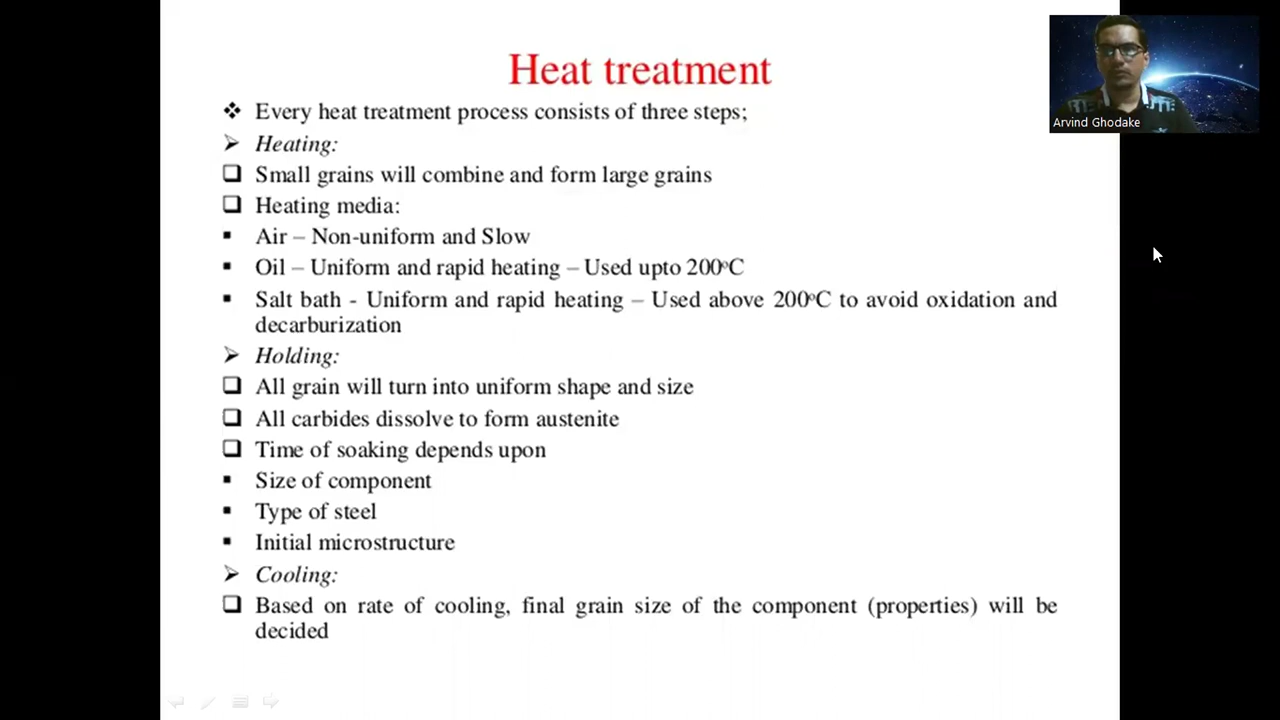 Heat treatment
Arvind Ghodake
❖ Every heat treatment process consists of three steps;
➢ Heating:
❑ Small grains will combine and form large grains
❑ Heating media:
▪ Air – Non-uniform and Slow
▪ Oil – Uniform and rapid heating – Used upto 200°C
▪ Salt bath - Uniform and rapid heating – Used above 200°C to avoid oxidation and
decarburization
➢ Holding:
❑ All grain will turn into uniform shape and size
❑ All carbides dissolve to form austenite
❑ Time of soaking depends upon
▪ Size of component
▪ Type of steel
▪ Initial microstructure
➢ Cooling:
❑ Based on rate of cooling, final grain size of the component (properties) will be
decided